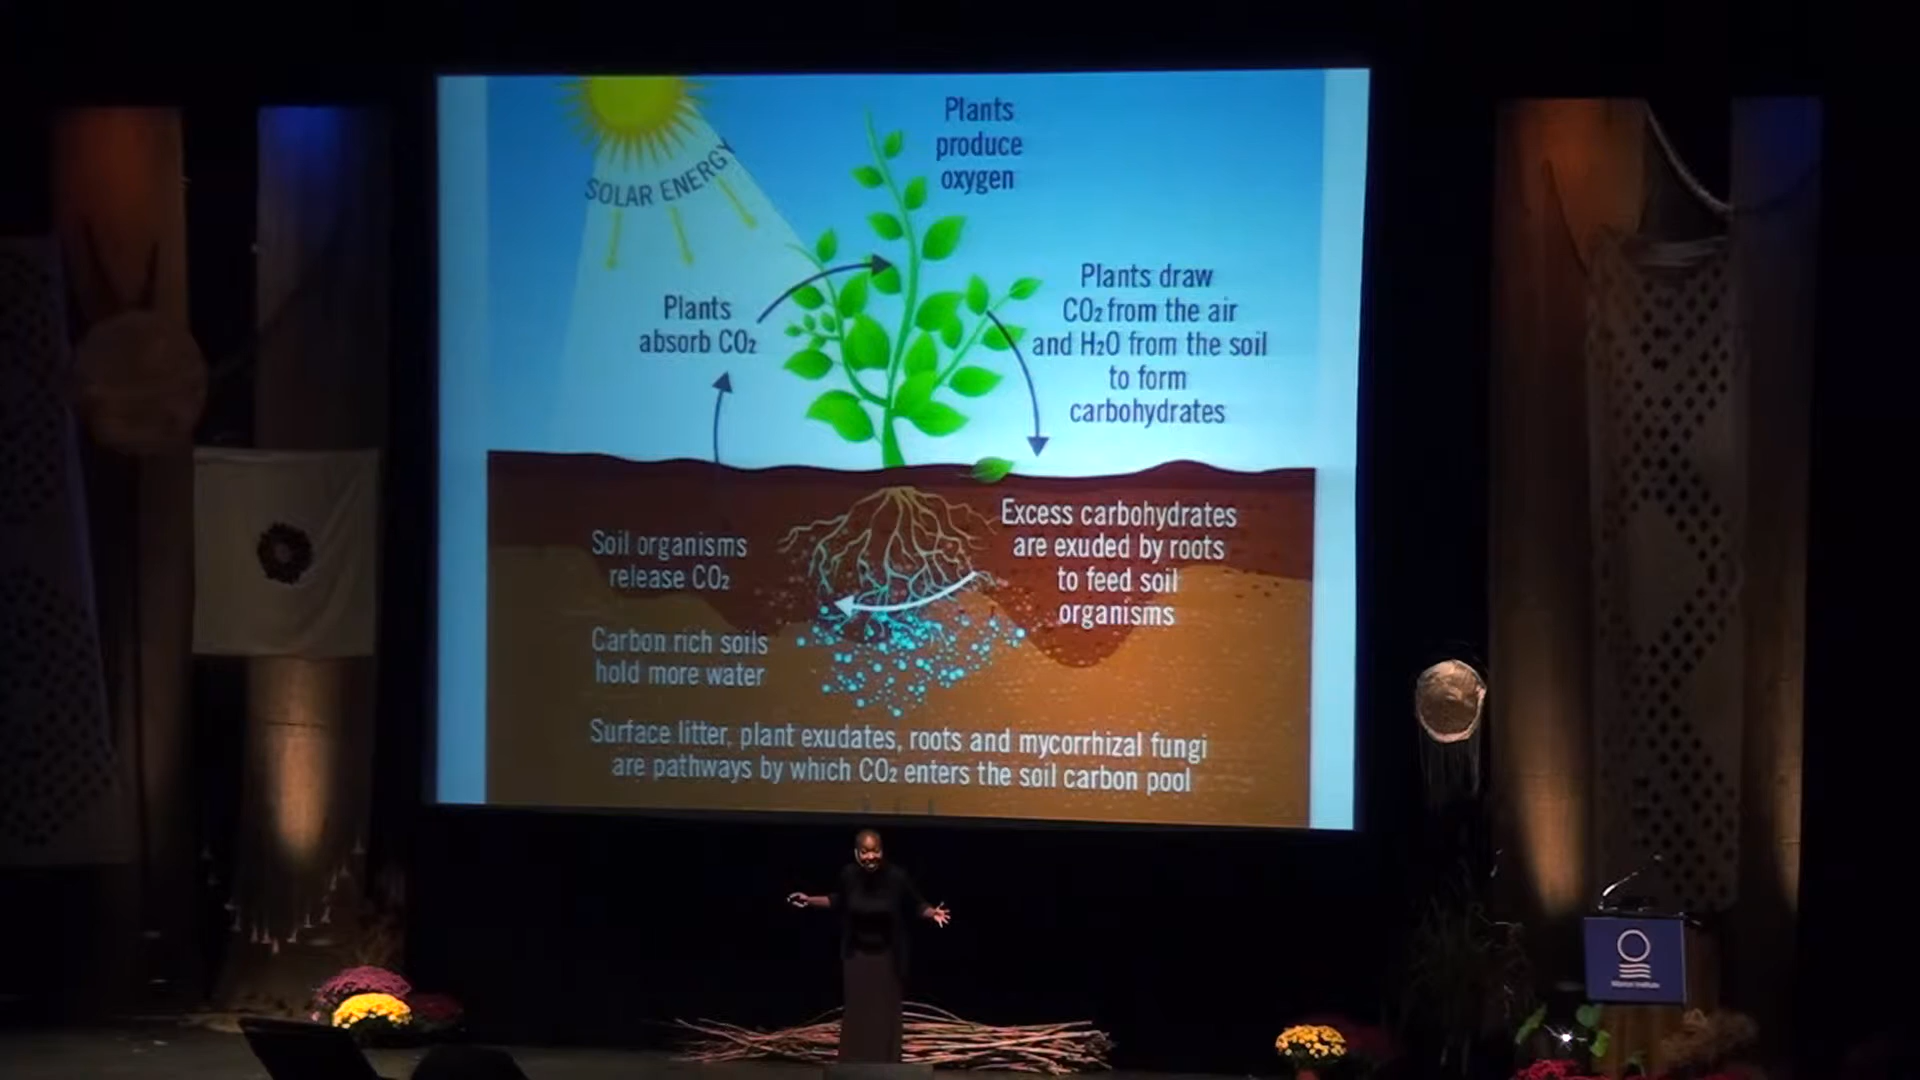 SOLAR ENERGY
Plants
produce
oxygen
Plants
absorb CO₂
Plants draw
CO₂ from the air
and H₂O from the soil
to form
carbohydrates
Soil organisms
release CO₂
Excess carbohydrates
are exuded by roots
to feed soil
organisms
Carbon rich soils
hold more water
Surface litter, plant exudates, roots and mycorrhizal fungi
are pathways by which CO₂ enters the soil carbon pool